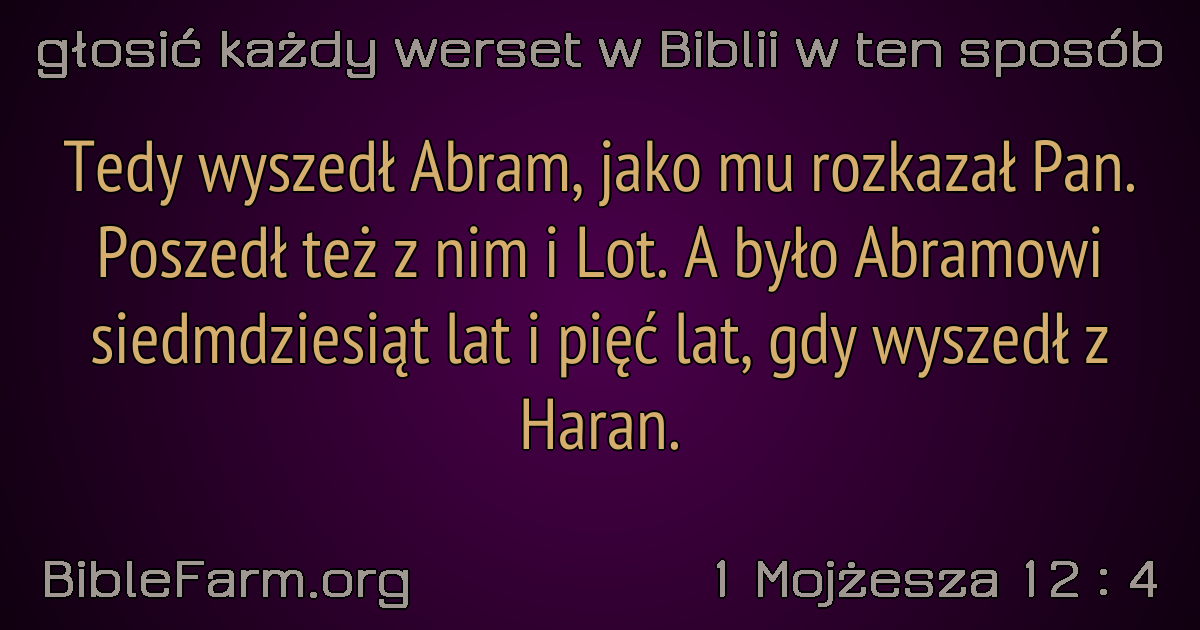 głosić każdy werset w Biblii w ten sposób
Tedy wyszedł Abram, jako mu rozkazał Pan.
Poszedł też z nim i Lot. A było Abramowi
siedmdziesiąt lat i pięć lat, gdy wyszedł z
Haran.
BibleFarm.org
1 Mojżesza 12 : 4